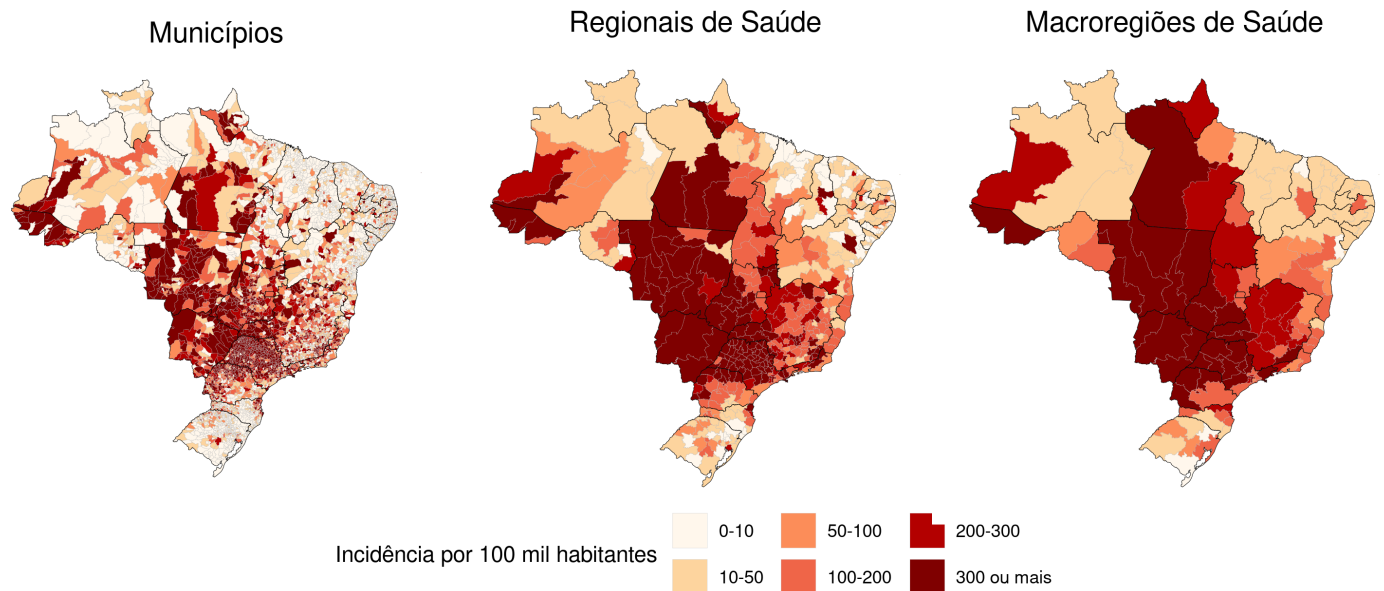 Municípios
Regionais de Saúde
Macroregiões de Saúde
Incidência por 100 mil habitantes
0-10
50-100
200-300
10-50
100-200
300 ou mais